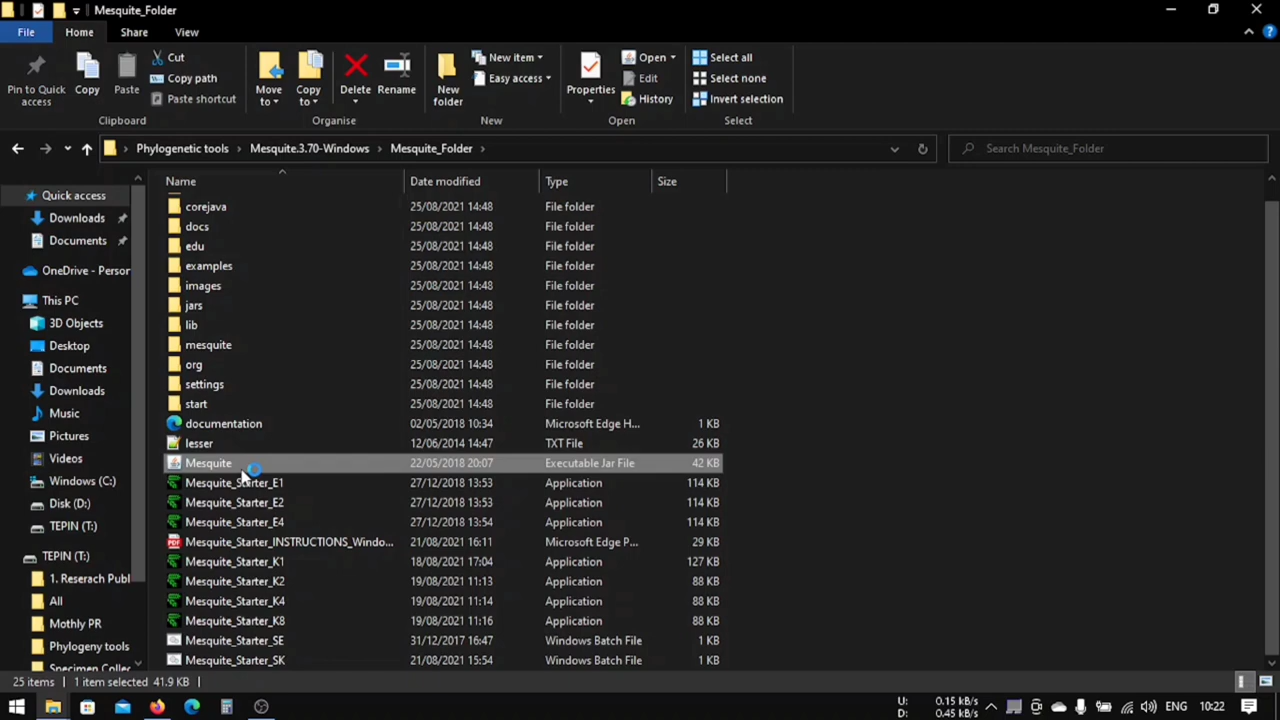 Mesquite_Folder
File Home Share View
Pin to Quick access
Copy
Paste
Cut
Copy path
Paste shortcut
Clipboard
Move to
Copy to
Delete
Rename
Organise
New folder
New item
Easy access
New
Properties
Open
Edit
History
Open
Select all
Select none
Invert selection
Select
Phylogenetic tools > Mesquite.3.70-Windows > Mesquite_Folder >
Search Mesquite_Folder
Quick access
Downloads
Documents
OneDrive - Person
This PC
3D Objects
Desktop
Documents
Downloads
Music
Pictures
Videos
Windows (C:)
Disk (D:)
TEPIN (T:)
TEPIN (T:)
1. Reserach Publ
All
Mothly PR
Phylogeny tools
Specimen Collec
Name Date modified Type Size
corejava 25/08/2021 14:48 File folder
docs 25/08/2021 14:48 File folder
edu 25/08/2021 14:48 File folder
examples 25/08/2021 14:48 File folder
images 25/08/2021 14:48 File folder
jars 25/08/2021 14:48 File folder
lib 25/08/2021 14:48 File folder
mesquite 25/08/2021 14:48 File folder
org 25/08/2021 14:48 File folder
settings 25/08/2021 14:48 File folder
start 25/08/2021 14:48 File folder
documentation 02/05/2018 10:34 Microsoft Edge H... 1 KB
lesser 12/06/2014 14:47 TXT File 26 KB
Mesquite 22/05/2018 20:07 Executable Jar File 42 KB
Mesquite_Starter_E1 27/12/2018 13:53 Application 114 KB
Mesquite_Starter_E2 27/12/2018 13:53 Application 114 KB
Mesquite_Starter_E4 27/12/2018 13:54 Application 114 KB
Mesquite_Starter_INSTRUCTIONS_Windo... 21/08/2021 16:11 Microsoft Edge P... 29 KB
Mesquite_Starter_K1 18/08/2021 17:04 Application 127 KB
Mesquite_Starter_K2 19/08/2021 11:13 Application 88 KB
Mesquite_Starter_K4 19/08/2021 11:14 Application 88 KB
Mesquite_Starter_K8 19/08/2021 11:16 Application 88 KB
Mesquite_Starter_SE 31/12/2017 16:47 Windows Batch File 1 KB
Mesquite_Starter_SK 21/08/2021 15:54 Windows Batch File 1 KB
25 items 1 item selected 41.9 KB
U: 0.15 kB/s
D: 0.45 kB/s
ENG 10:22